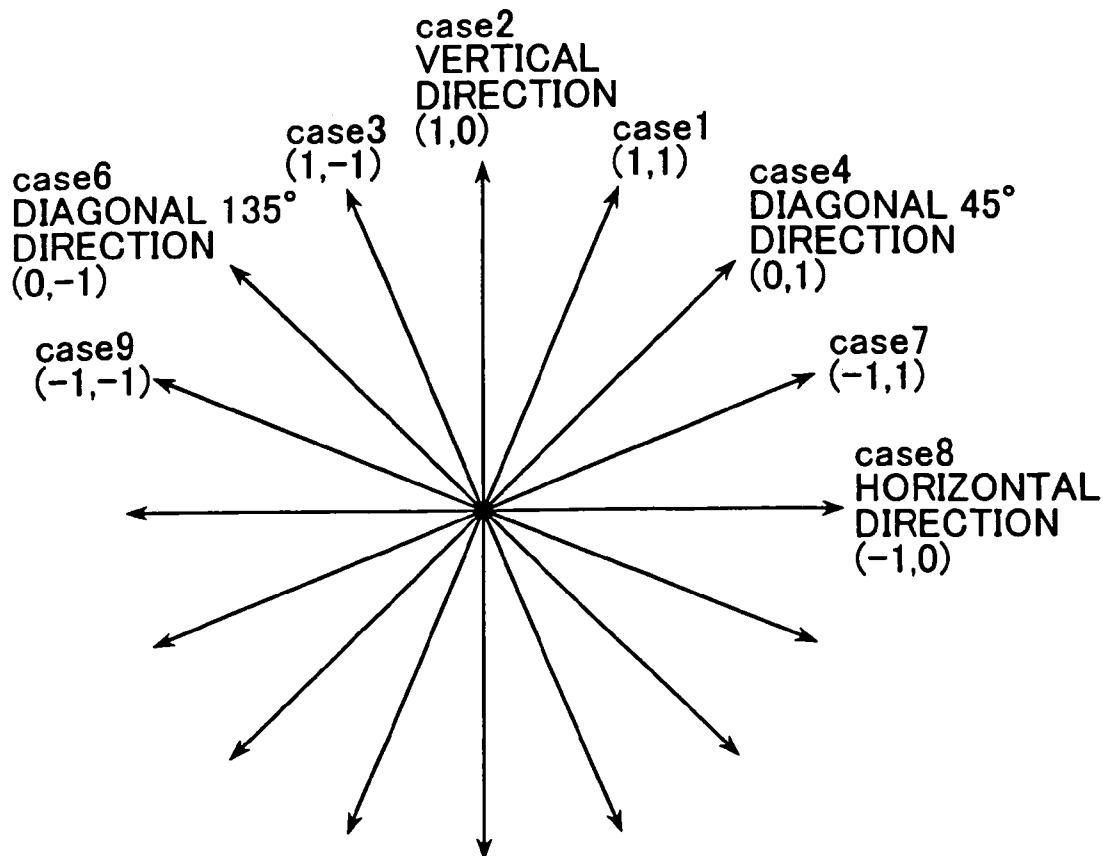 case2
VERTICAL
DIRECTION
(1,0)
case3
(1,-1)
case1
(1,1)
case6
DIAGONAL 135°
DIRECTION
(0,-1)
case4
DIAGONAL 45°
DIRECTION
(0,1)
case9
(-1,-1)
case7
(-1,1)
case8
HORIZONTAL
DIRECTION
(-1,0)